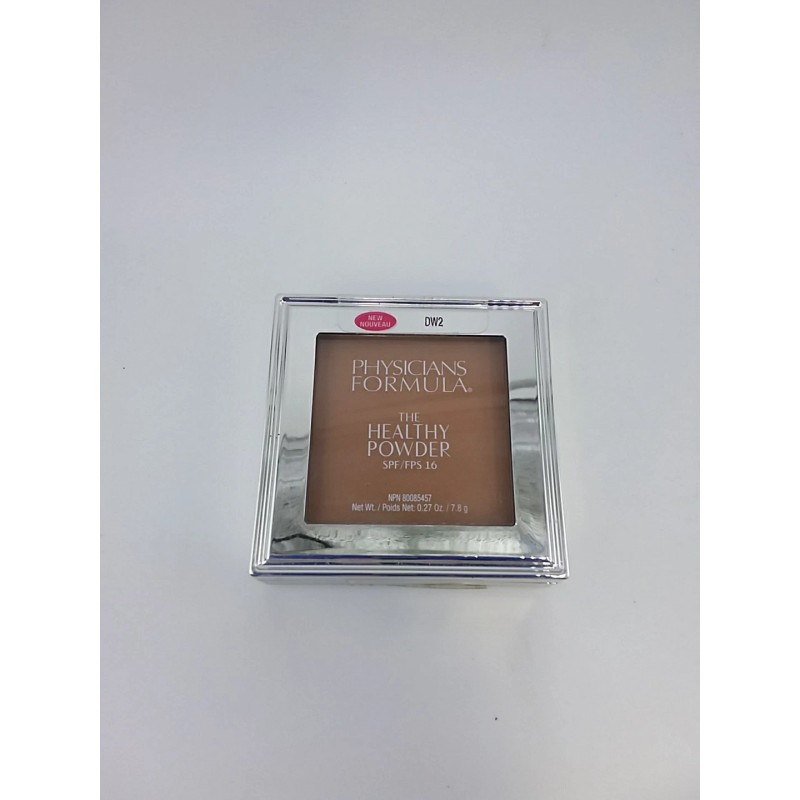 NEW
NOUVEAU
DW2
PHYSICIANS
FORMULA®
THE
HEALTHY
POWDER
SPF/FPS 16
NPN 80085457
Net Wt. / Poids Net: 0.27 Oz. / 7.8 g